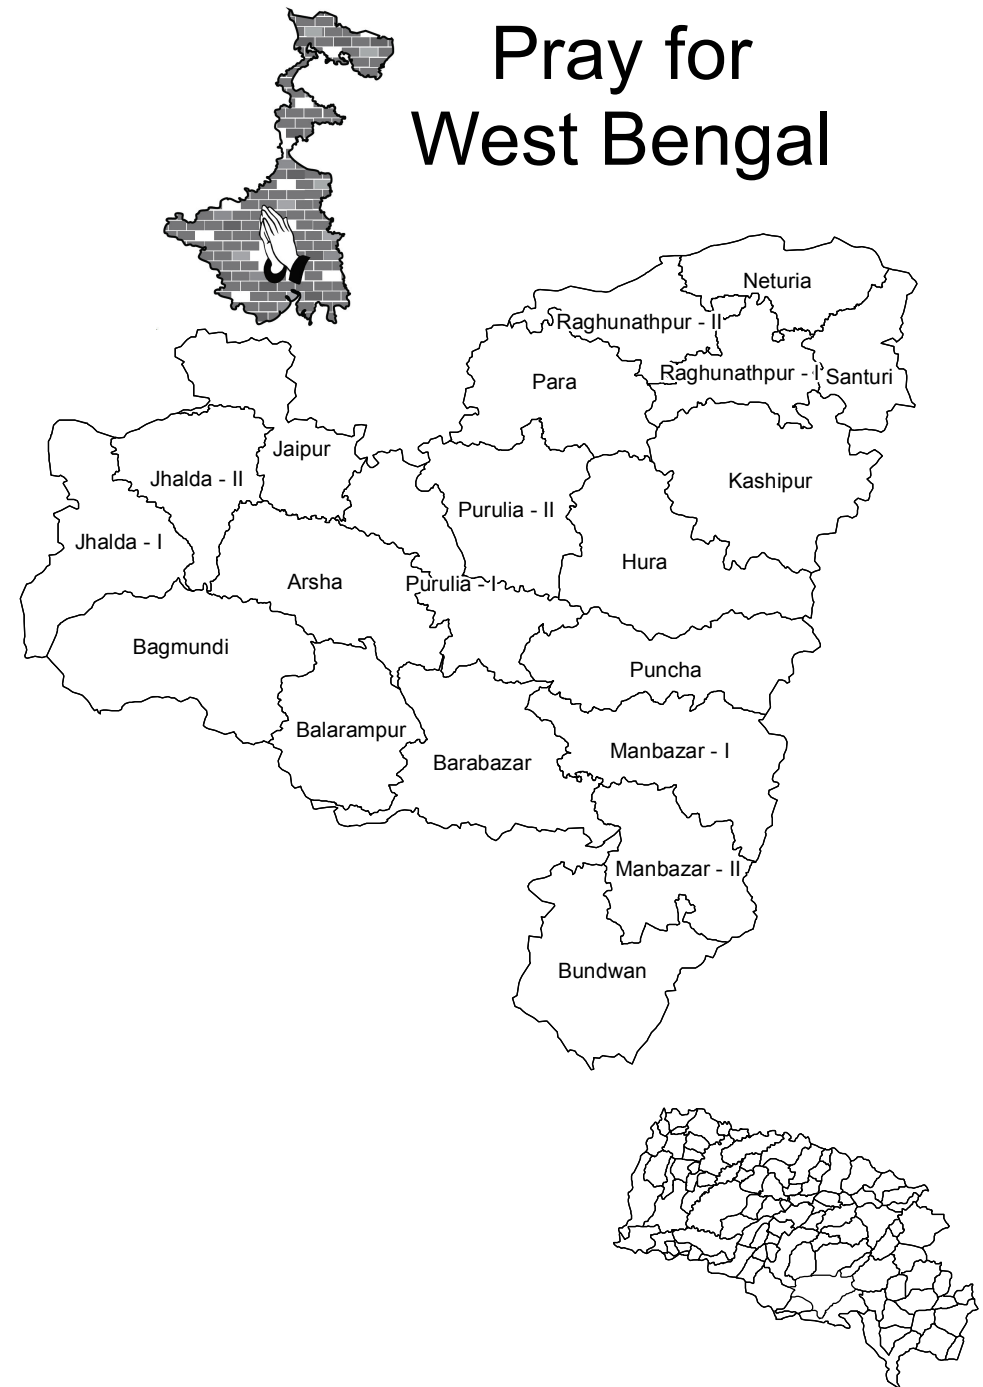 Pray for
West Bengal
Neturia
Raghunathpur - II
Raghunathpur - I
Santuri
Para
Jaipur
Jhalda - II
Kashipur
Purulia - II
Jhalda - I
Hura
Arsha
Purulia - I
Bagmundi
Puncha
Balarampur
Manbazar - I
Barabazar
Manbazar - II
Bundwan